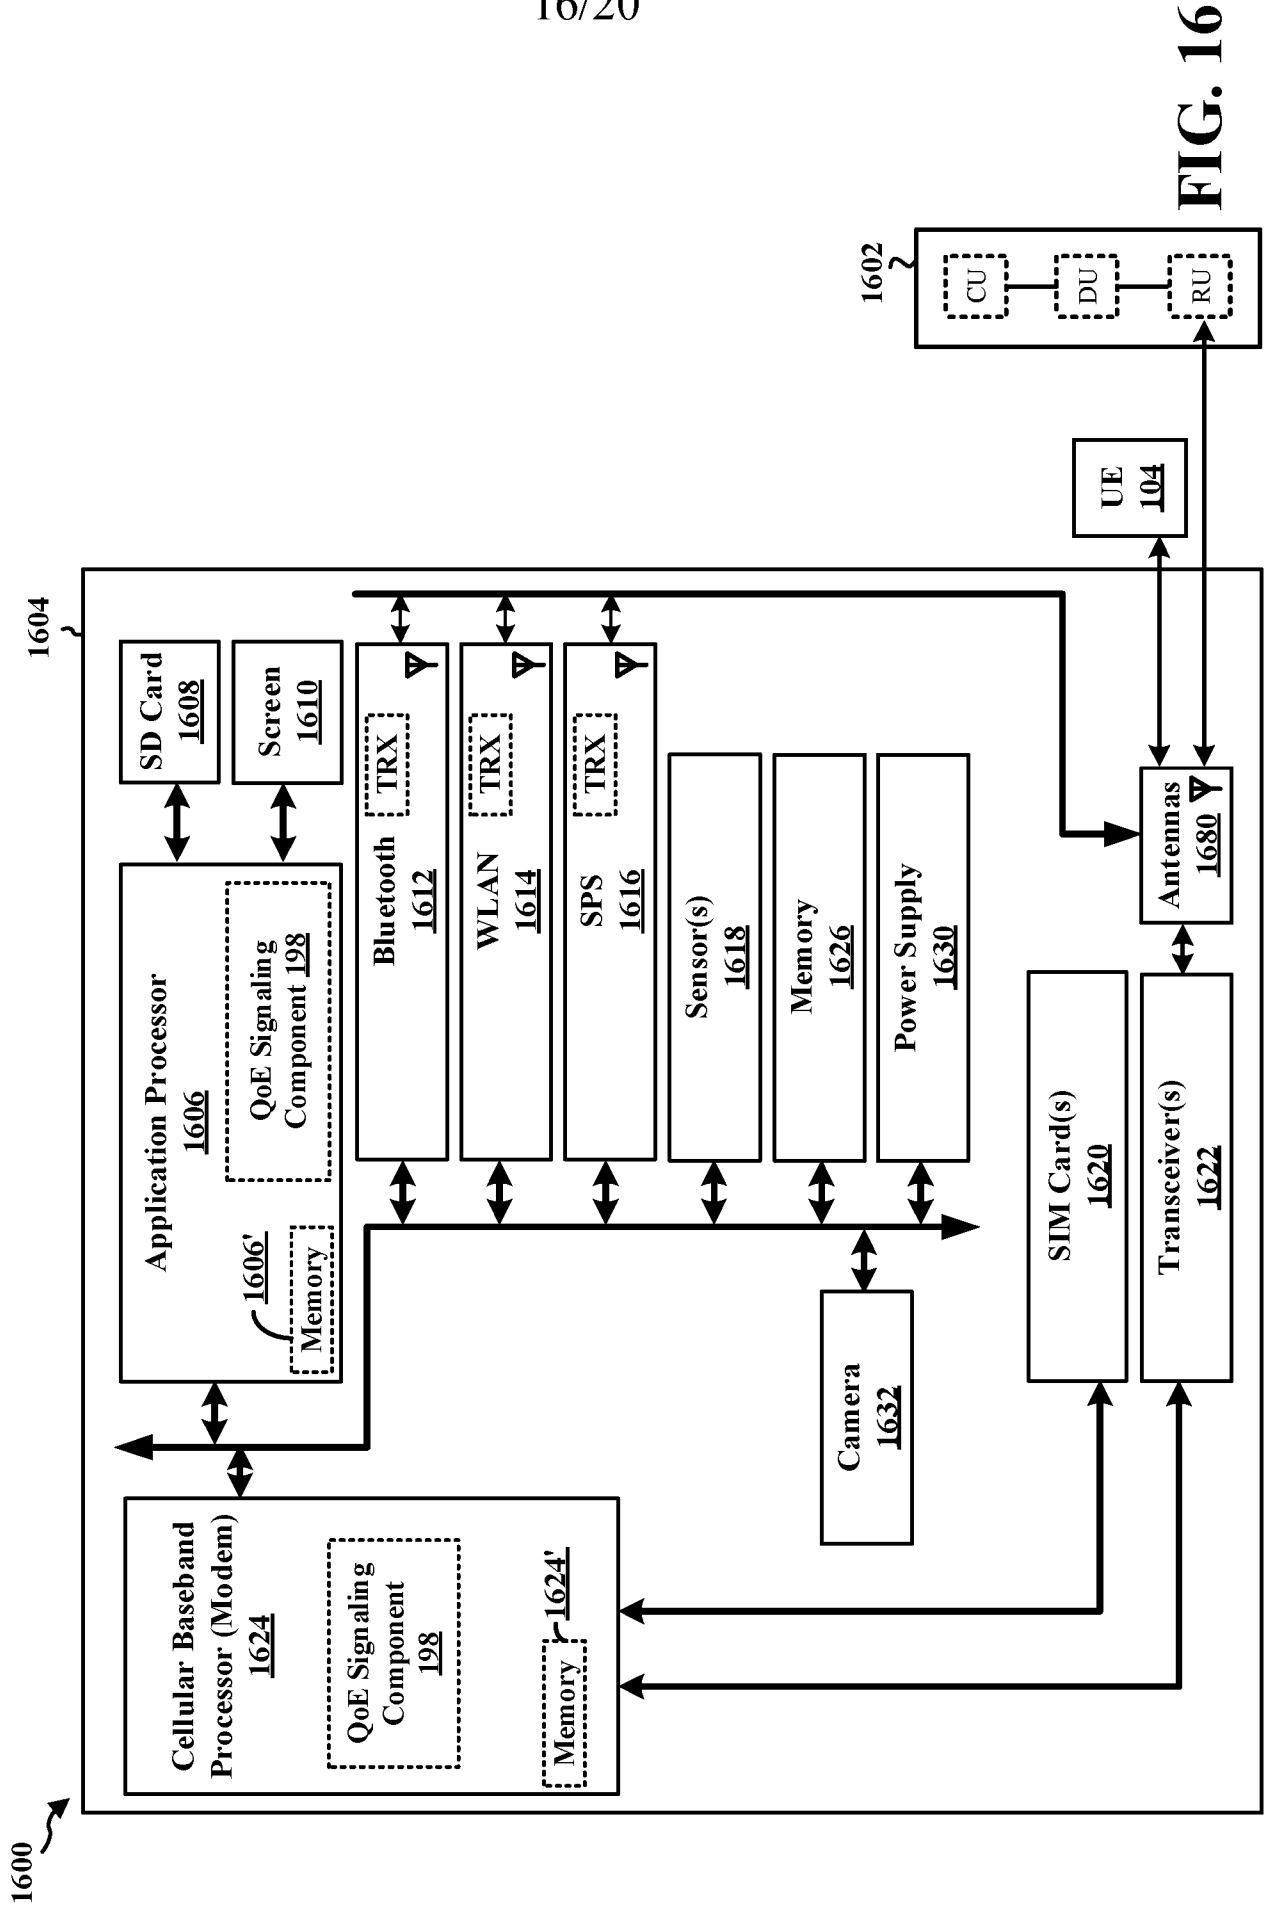 16/20
1600
1604
Cellular Baseband
Processor (Modem)
1624
QoE Signaling
Component
198
Memory
1624'
Application Processor
1606
QoE Signaling
Component 198
1606'
Memory
SD Card
1608
Screen
1610
Bluetooth
1612
TRX
WLAN
1614
TRX
SPS
1616
TRX
Sensor(s)
1618
Memory
1626
Power Supply
1630
Camera
1632
SIM Card(s)
1620
Transceiver(s)
1622
Antennas
1680
UE
104
1602
CU
DU
RU
FIG. 16